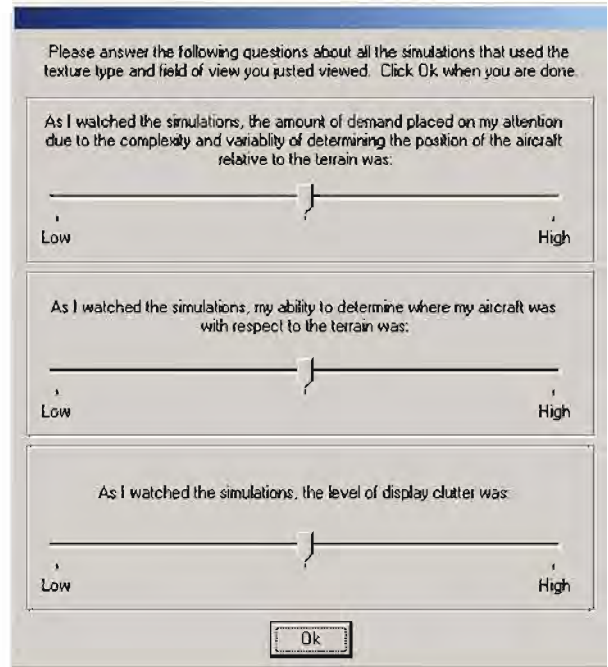 Please answer the following questions about all the simulations that used the
texture type and field of view you justed viewed. Click Ok when you are done.
As I watched the simulations, the amount of demand placed on my attention
due to the complexity and variablity of determining the position of the aircraft
relative to the terrain was:
Low High
As I watched the simulations, my ability to determine where my aircraft was
with respect to the terrain was:
Low High
As I watched the simulations, the level of display clutter was:
Low High
Ok